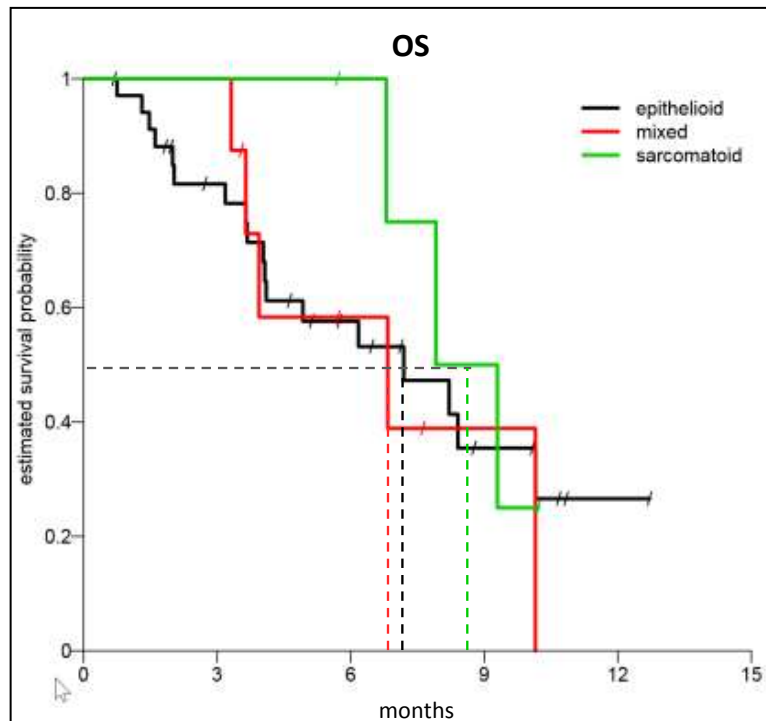 OS
epithelioid
mixed
sarcomatoid
estimated survival probability
1
0.8
0.6
0.4
0.2
0
0 3 6 9 12 15
months